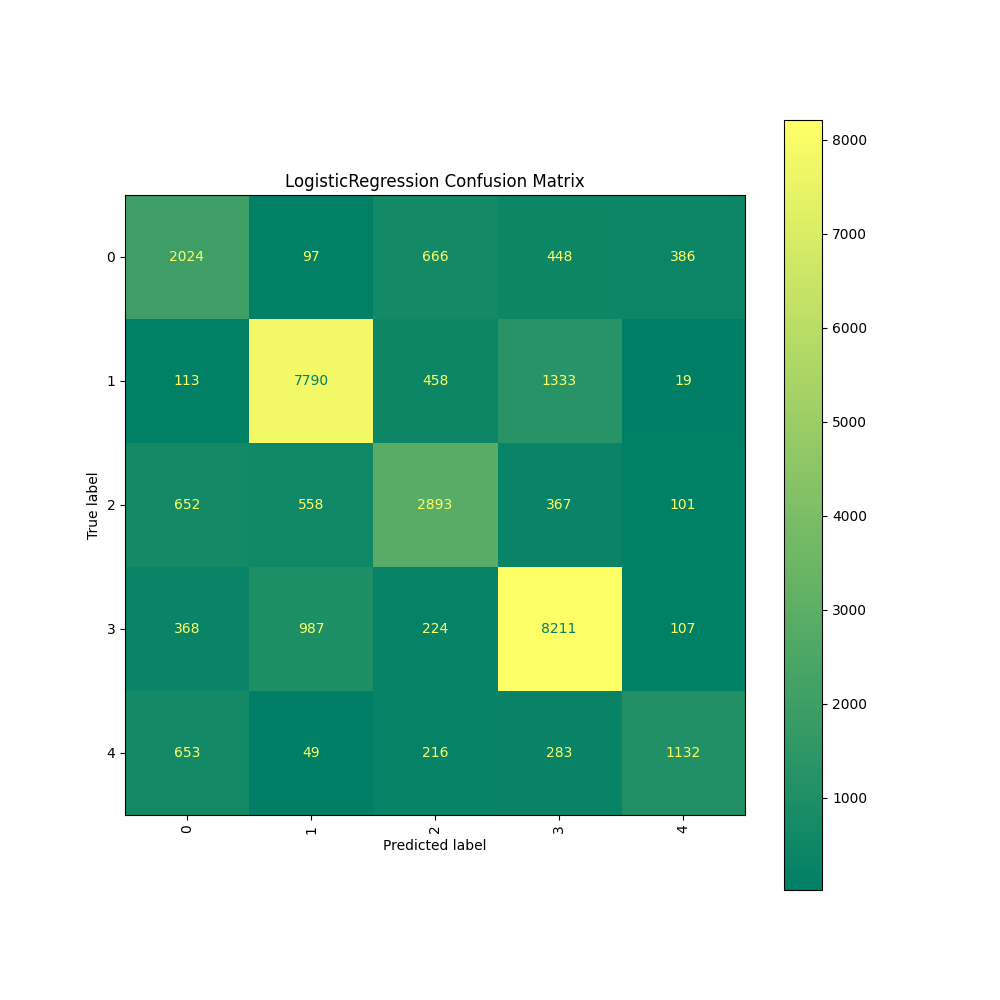 LogisticRegression Confusion Matrix
8000
7000
6000
5000
4000
3000
2000
1000
True label
0 2024 97 666 448 386
1 113 7790 458 1333 19
2 652 558 2893 367 101
3 368 987 224 8211 107
4 653 49 216 283 1132
0 1 2 3 4
Predicted label